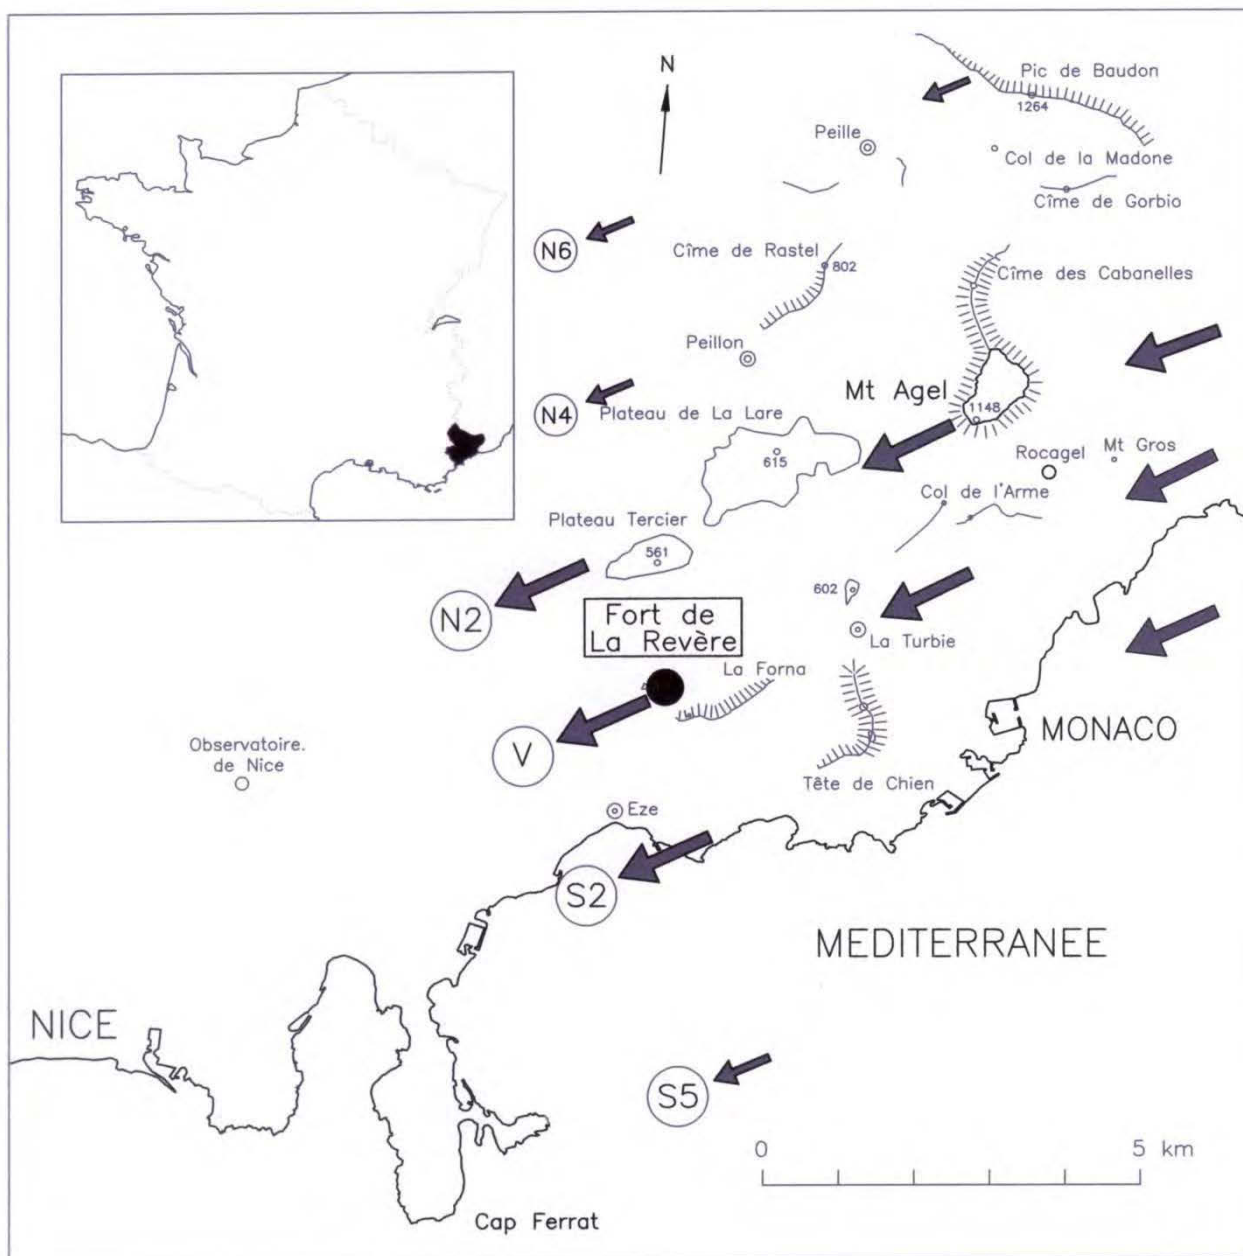 N
Pic de Baudon
1264
Peille
Col de la Madone
Cîme de Gorbio
N6
Cîme de Rastel
802
Cîme des Cabanelles
Peillon
Mt Agel
N4
Plateau de La Lare
1148
615
Rocagel
Mt Gros
Col de l'Arme
Plateau Tercier
561
602
N2
Fort de
La Revère
La Turbie
La Forna
V
MONACO
Observatoire.
de Nice
Tête de Chien
Eze
S2
MEDITERRANEE
NICE
S5
0
5 km
Cap Ferrat